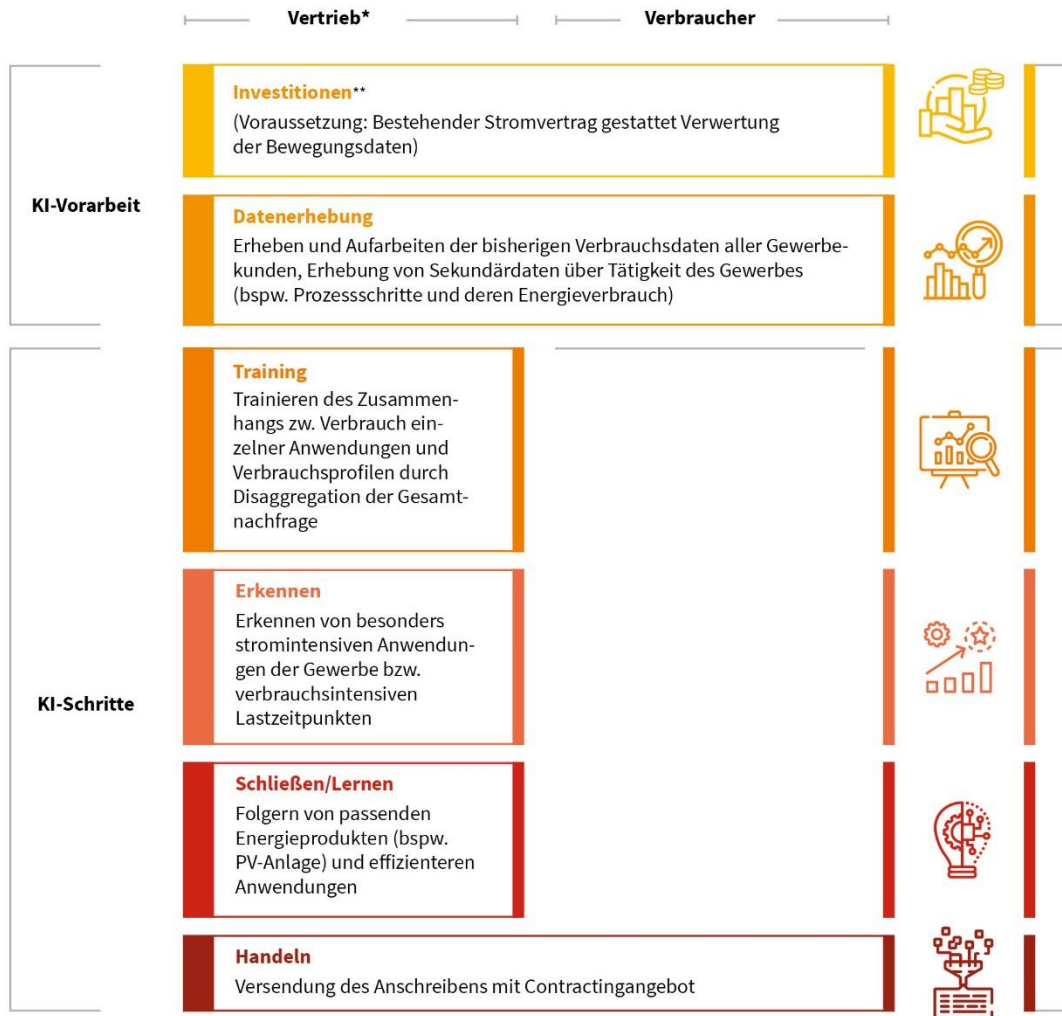 Vertrieb*
Verbraucher
KI-Vorarbeit
Investitionen**
(Voraussetzung: Bestehender Stromvertrag gestattet Verwertung
der Bewegungsdaten)
Datenerhebung
Erheben und Aufarbeiten der bisherigen Verbrauchsdaten aller Gewerbe-
kunden, Erhebung von Sekundärdaten über Tätigkeit des Gewerbes
(bspw. Prozessschritte und deren Energieverbrauch)
KI-Schritte
Training
Trainieren des Zusammen-
hangs zw. Verbrauch ein-
zelner Anwendungen und
Verbrauchsprofilen durch
Disaggregation der Gesamt-
nachfrage
Erkennen
Erkennen von besonders
stromintensiven Anwendun-
gen der Gewerbe bzw.
verbrauchsintensiven
Lastzeitpunkten
Schließen/Lernen
Folgern von passenden
Energieprodukten (bspw.
PV-Anlage) und effizienteren
Anwendungen
Handeln
Versendung des Anschreibens mit Contractingangebot